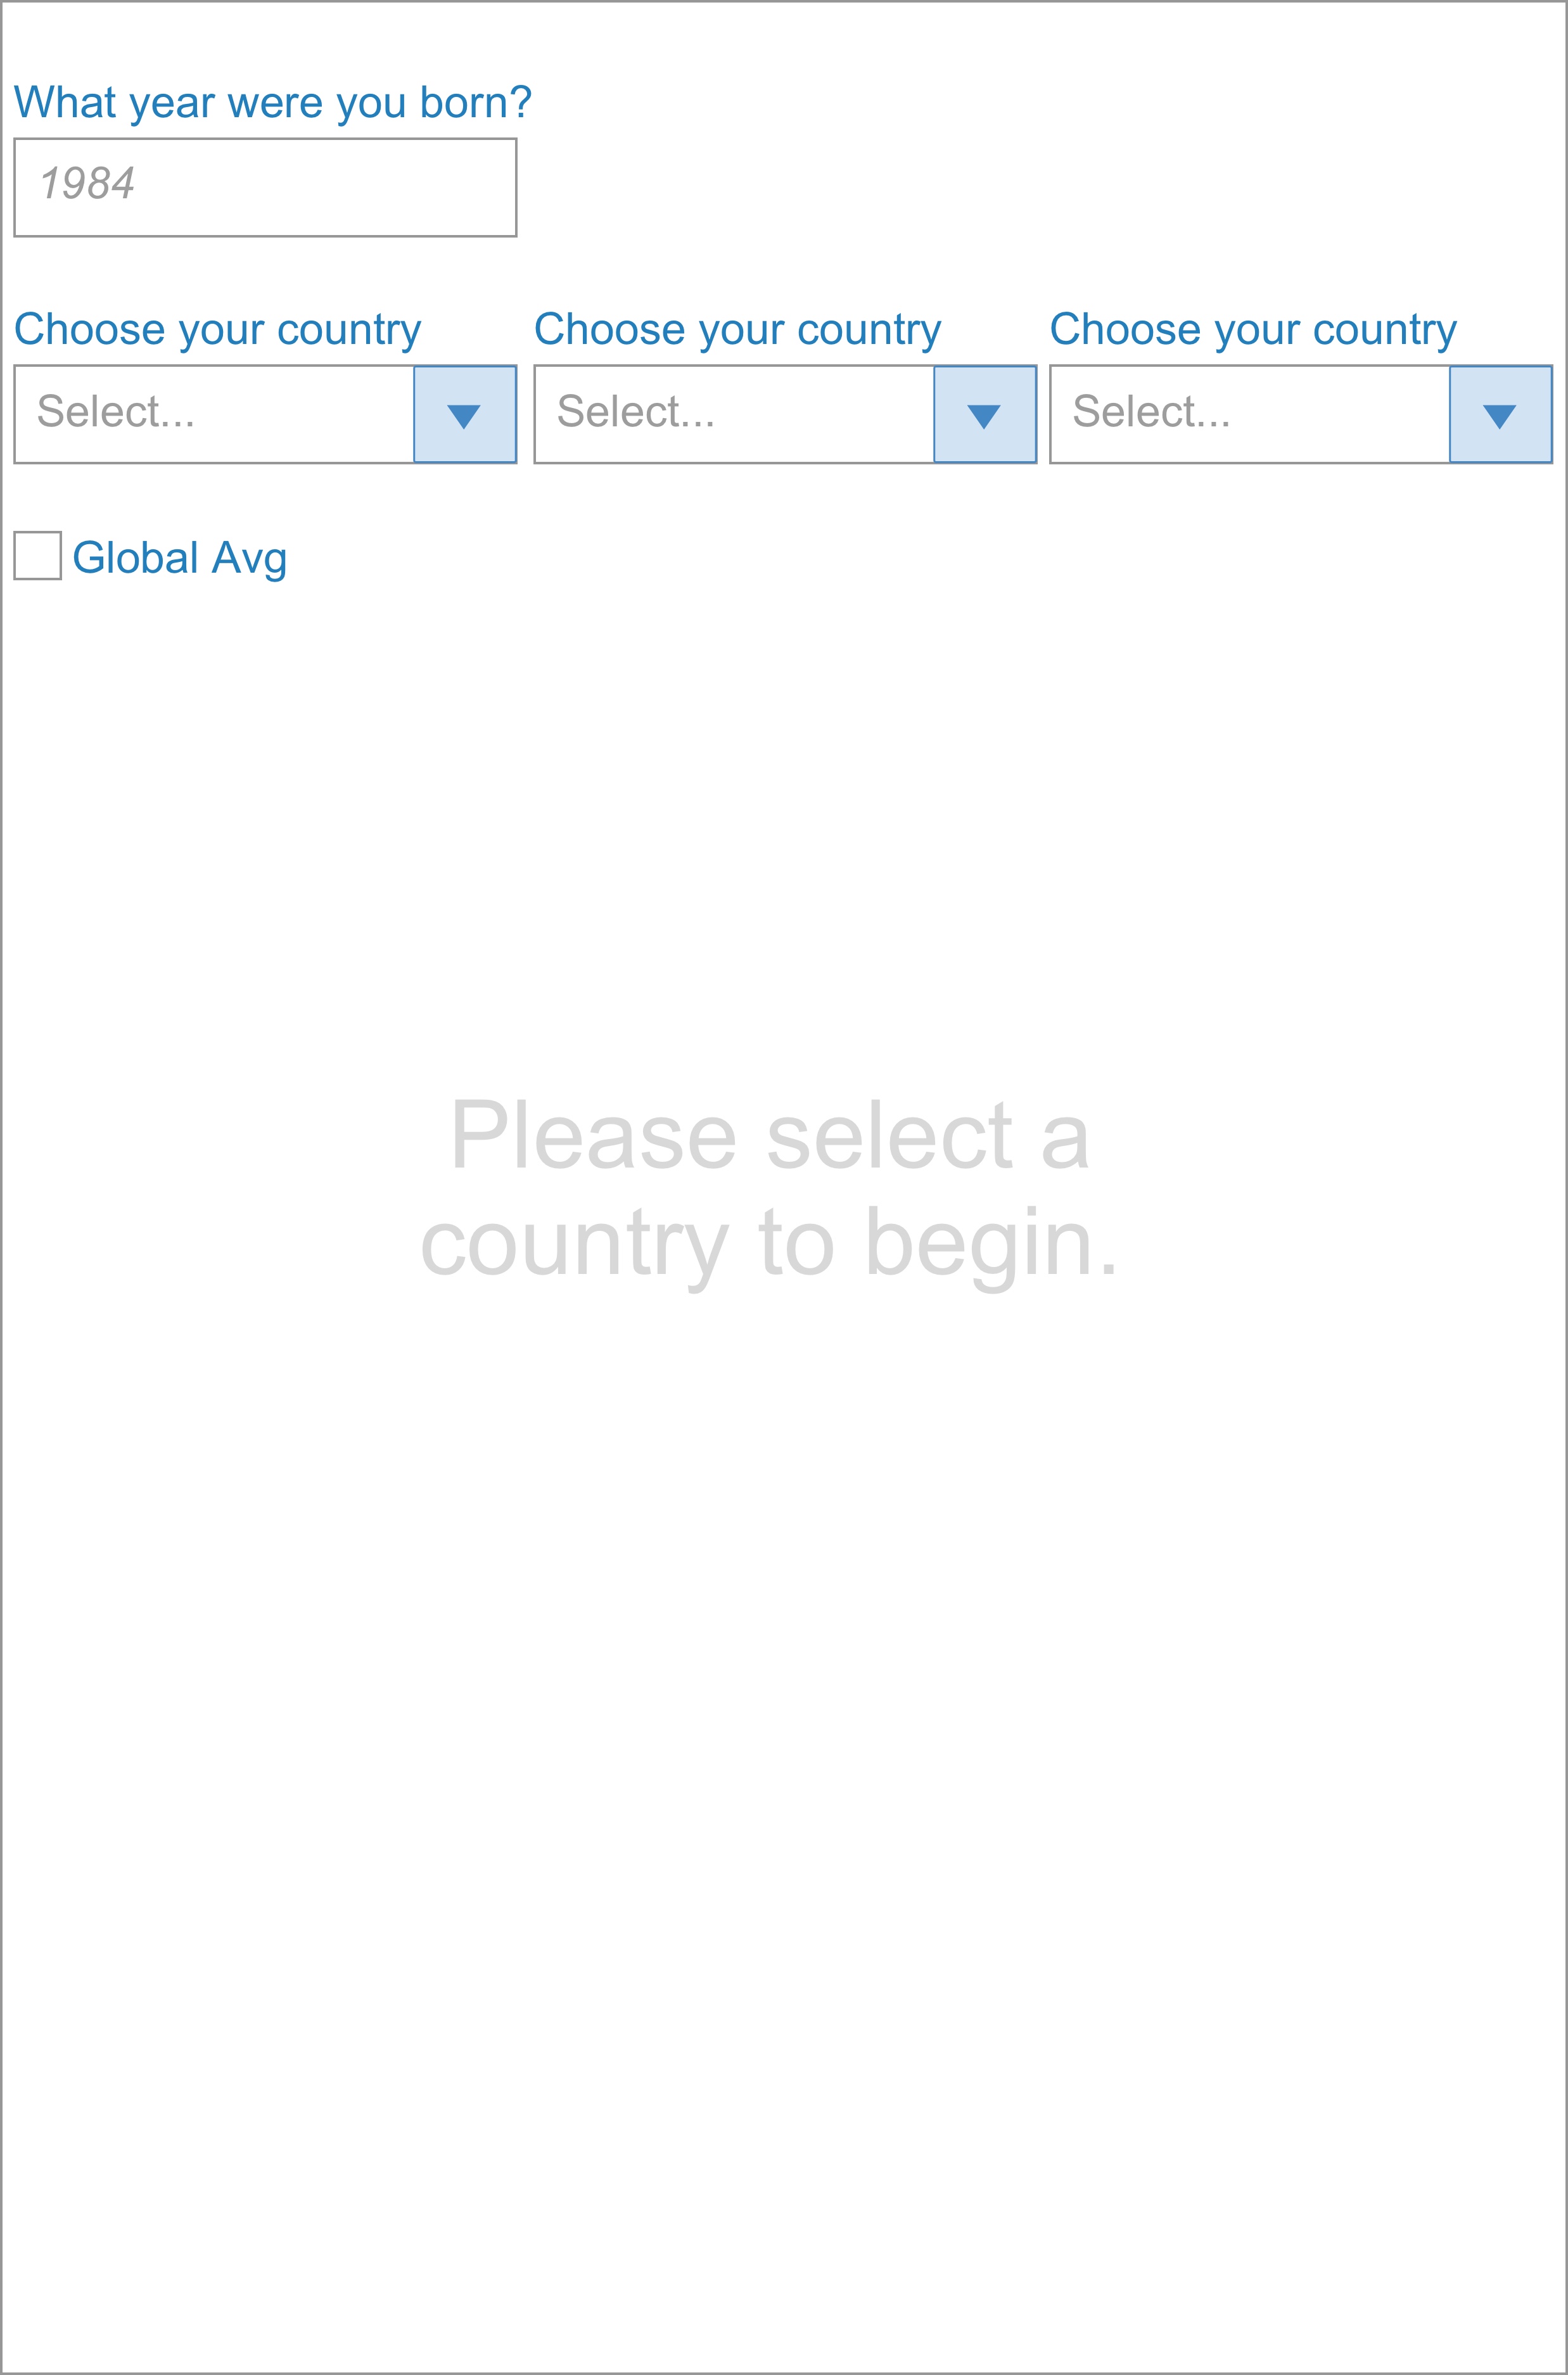 What year were you born?
1984
Choose your country Choose your country Choose your country
Select... Select... Select...
Global Avg
Please select a
country to begin.